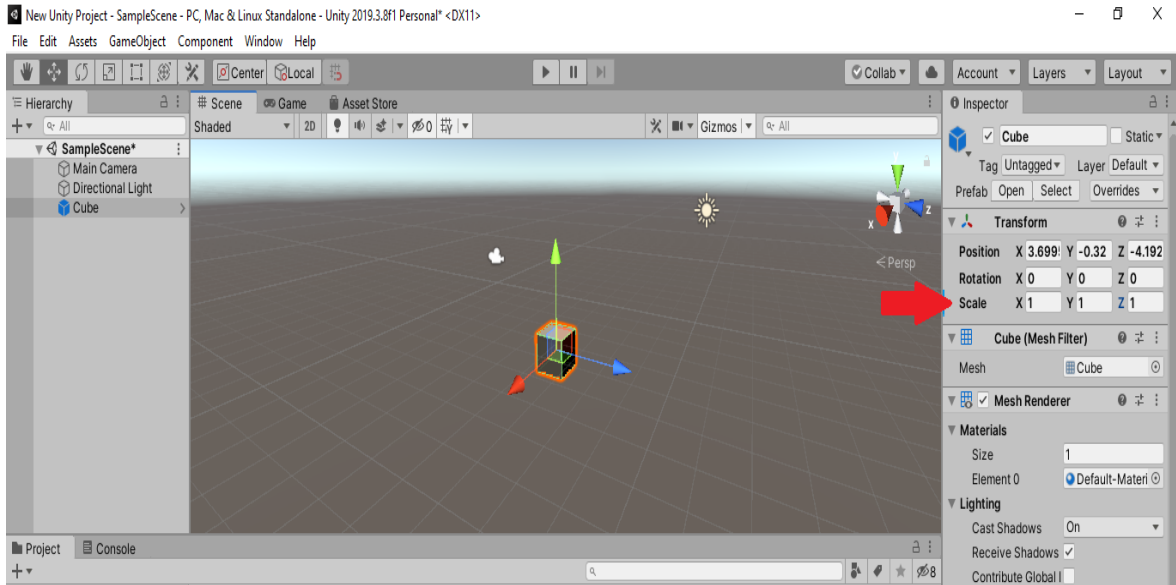 New Unity Project - SampleScene - PC, Mac & Linux Standalone - Unity 2019.3.8f1 Personal* <DX11>
File Edit Assets GameObject Component Window Help
Center Local Collab Account Layers Layout
Hierarchy Scene Game Asset Store Inspector
All Shaded 2D 0 Gizmos All Cube Static
SampleScene*
Main Camera Tag Untagged Layer Default
Directional Light Prefab Open Select Overrides
Cube z
x Transform
Persp Position X 3.699 Y -0.32 Z -4.192
Rotation X 0 Y 0 Z 0
Scale X 1 Y 1 Z 1
Cube (Mesh Filter)
Mesh Cube
Mesh Renderer
Materials
Size 1
Element 0 Default-Materi
Lighting
Cast Shadows On
Project Console Receive Shadows
8 Contribute Global I